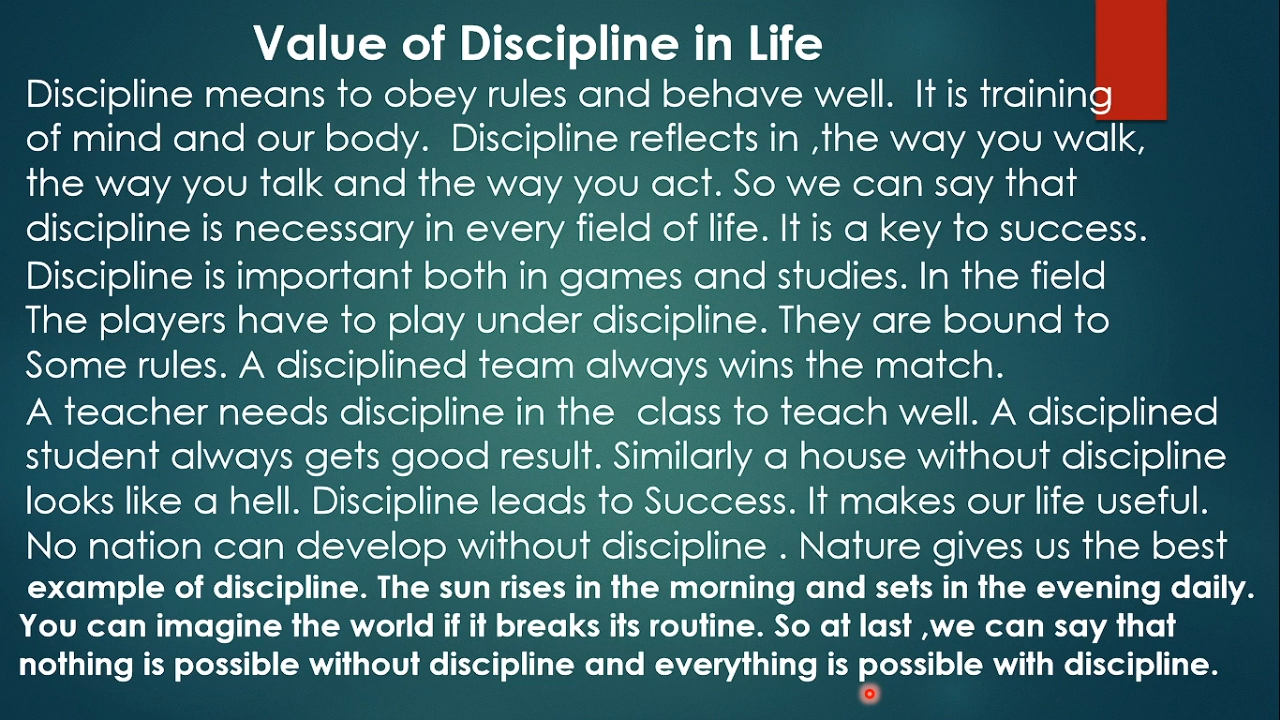 Value of Discipline in Life
Discipline means to obey rules and behave well.  It is training
of mind and our body.  Discipline reflects in ,the way you walk,
the way you talk and the way you act. So we can say that
discipline is necessary in every field of life. It is a key to success.
Discipline is important both in games and studies. In the field
The players have to play under discipline. They are bound to
Some rules. A disciplined team always wins the match.
A teacher needs discipline in the  class to teach well. A disciplined
student always gets good result. Similarly a house without discipline
looks like a hell. Discipline leads to Success. It makes our life useful.
No nation can develop without discipline . Nature gives us the best
example of discipline. The sun rises in the morning and sets in the evening daily.
You can imagine the world if it breaks its routine. So at last ,we can say that
nothing is possible without discipline and everything is possible with discipline.